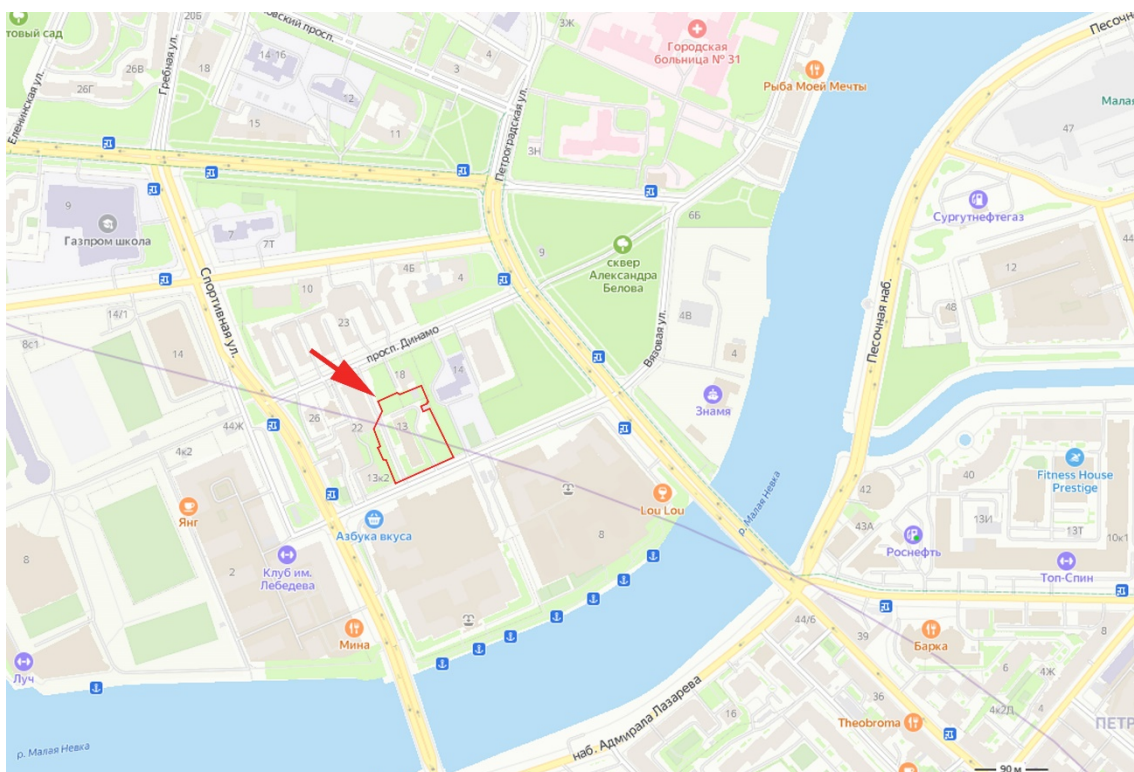 товый сад
26В
26Г
20Б
18
Гребная ул.
Еленинская ул.
овский просп.
14-16
15
12
11
3
4
3Ж
Петроградская ул.
3Н
Городская
больница № 31
Рыба Моей Мечты
Песочн
Малая
47
9
Газпром школа
7
7Т
Спортивная ул.
10
4Б
4
9
сквер
Александра
Белова
6Б
Сургутнефтегаз
44
12
48
14/1
8с1
14
23
просп. Динамо
18
14
Вязовая ул.
4В
4
Знамя
Песочная наб.
26
22
13
13к2
44Ж
4к2
Янг
Азбука вкуса
Lou Lou
р. Малая Невка
40
Fitness House
Prestige
42
43А
13И
13Т
10к1
Роснефть
Топ-Спин
8
2
Клуб им.
Лебедева
8
Мина
Луч
44/6
39
Барка
8
6
4Ж
36
4к2Д
4
16
Theobroma
ПЕТР
наб. Адмирала Лазарева
р. Малая Невка
90 м